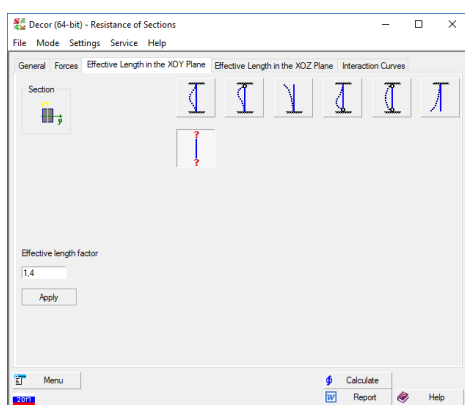 Decor (64-bit) - Resistance of Sections
File Mode Settings Service Help
General Forces Effective Length in the XOY Plane Effective Length in the XOZ Plane Interaction Curves
Section
y
?
?
Effective length factor
1,4
Apply
Menu
Calculate
Report
Help